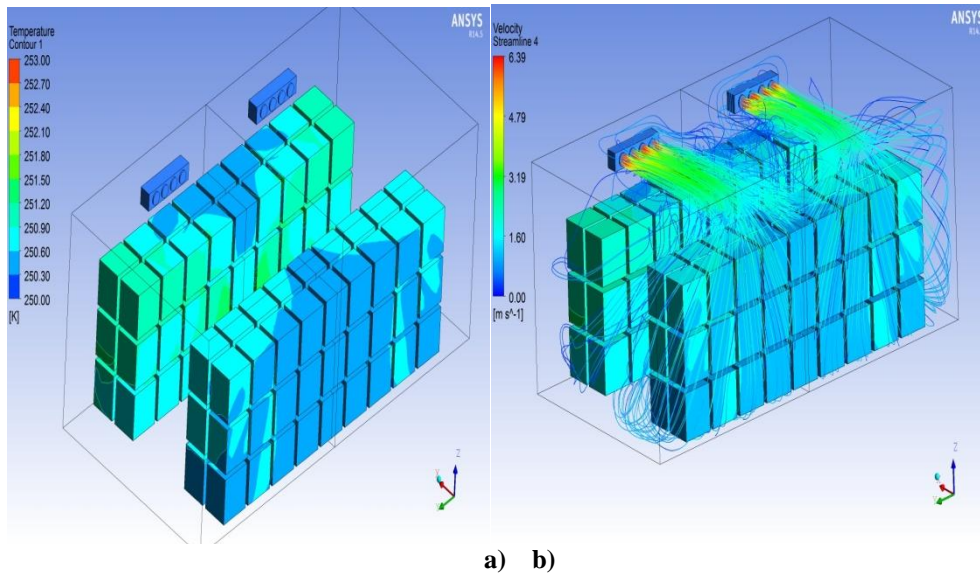 ANSYS
R14.5
Temperature
Contour 1
253.00
252.70
252.40
252.10
251.80
251.50
251.20
250.90
250.60
250.30
250.00
[K]
Z
ANSYS
Velocity
Streamline 4
6.39
4.79
3.19
1.60
0.00
[m s^-1]
Z
a) b)